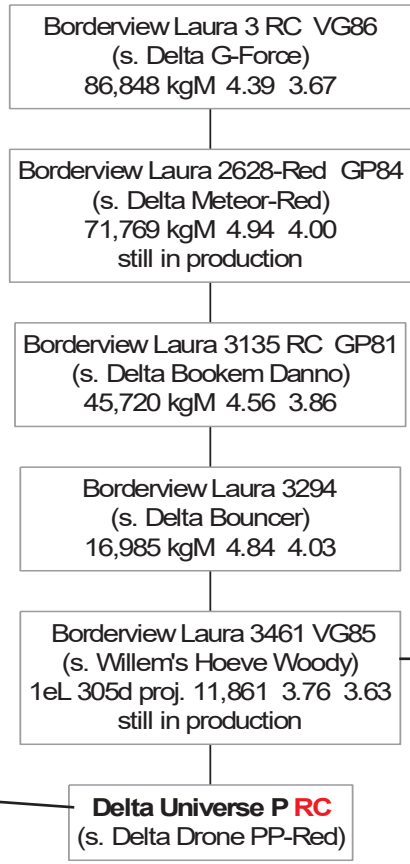 Borderview Laura 3 RC VG86
(s. Delta G-Force)
86,848 kgM 4.39 3.67
Borderview Laura 2628-Red GP84
(s. Delta Meteor-Red)
71,769 kgM 4.94 4.00
still in production
Borderview Laura 3135 RC GP81
(s. Delta Bookem Danno)
45,720 kgM 4.56 3.86
Borderview Laura 3294
(s. Delta Bouncer)
16,985 kgM 4.84 4.03
Borderview Laura 3461 VG85
(s. Willem's Hoeve Woody)
1eL 305d proj. 11,861 3.76 3.63
still in production
Delta Universe P RC
(s. Delta Drone PP-Red)